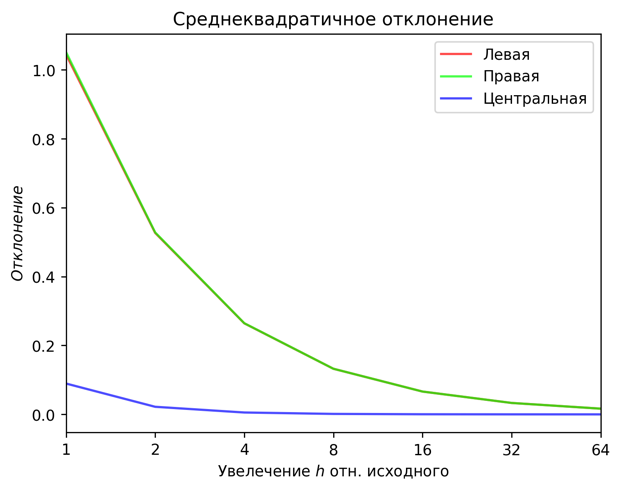 Среднеквадратичное отклонение
Левая
Правая
Центральная
Отклонение
1.0
0.8
0.6
0.4
0.2
0.0
1 2 4 8 16 32 64
Увелечение h отн. исходного